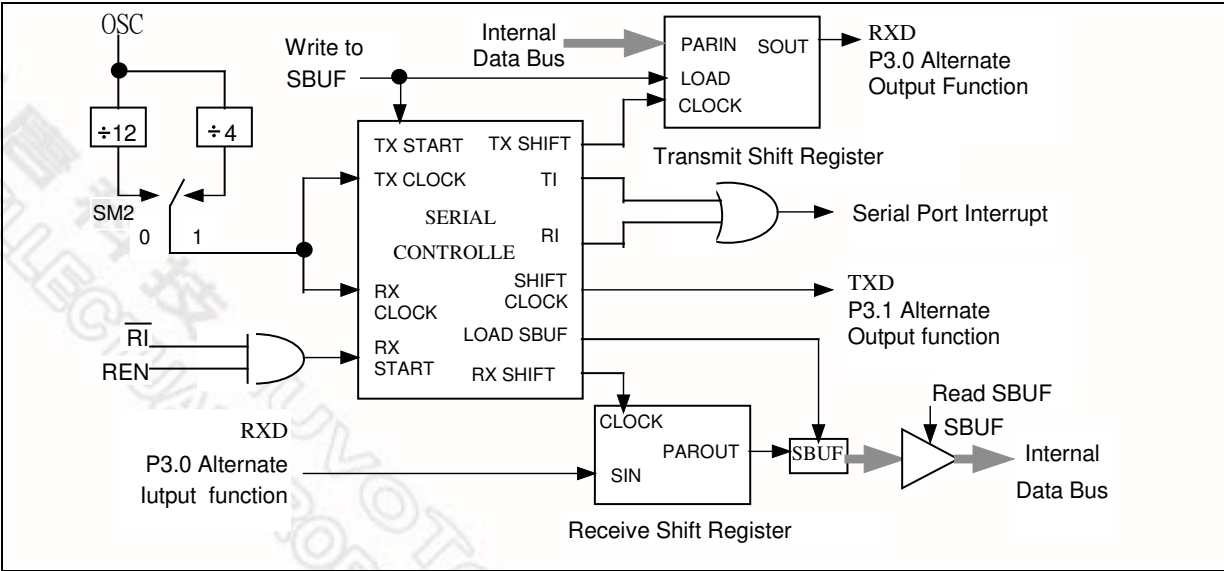 OSC
÷12
÷4
SM2
0 1
Write to
SBUF
Internal
Data Bus
PARIN
SOUT
LOAD
CLOCK
RXD
P3.0 Alternate
Output Function
Transmit Shift Register
TX START
TX SHIFT
TX CLOCK
TI
SERIAL
RI
CONTROLLE
SHIFT
CLOCK
RX
CLOCK
LOAD SBUF
RX
START
RX SHIFT
Serial Port Interrupt
TXD
P3.1 Alternate
Output function
RI
REN
RXD
P3.0 Alternate
Iutput function
CLOCK
PAROUT
SIN
Receive Shift Register
SBUF
Read SBUF
SBUF
Internal
Data Bus